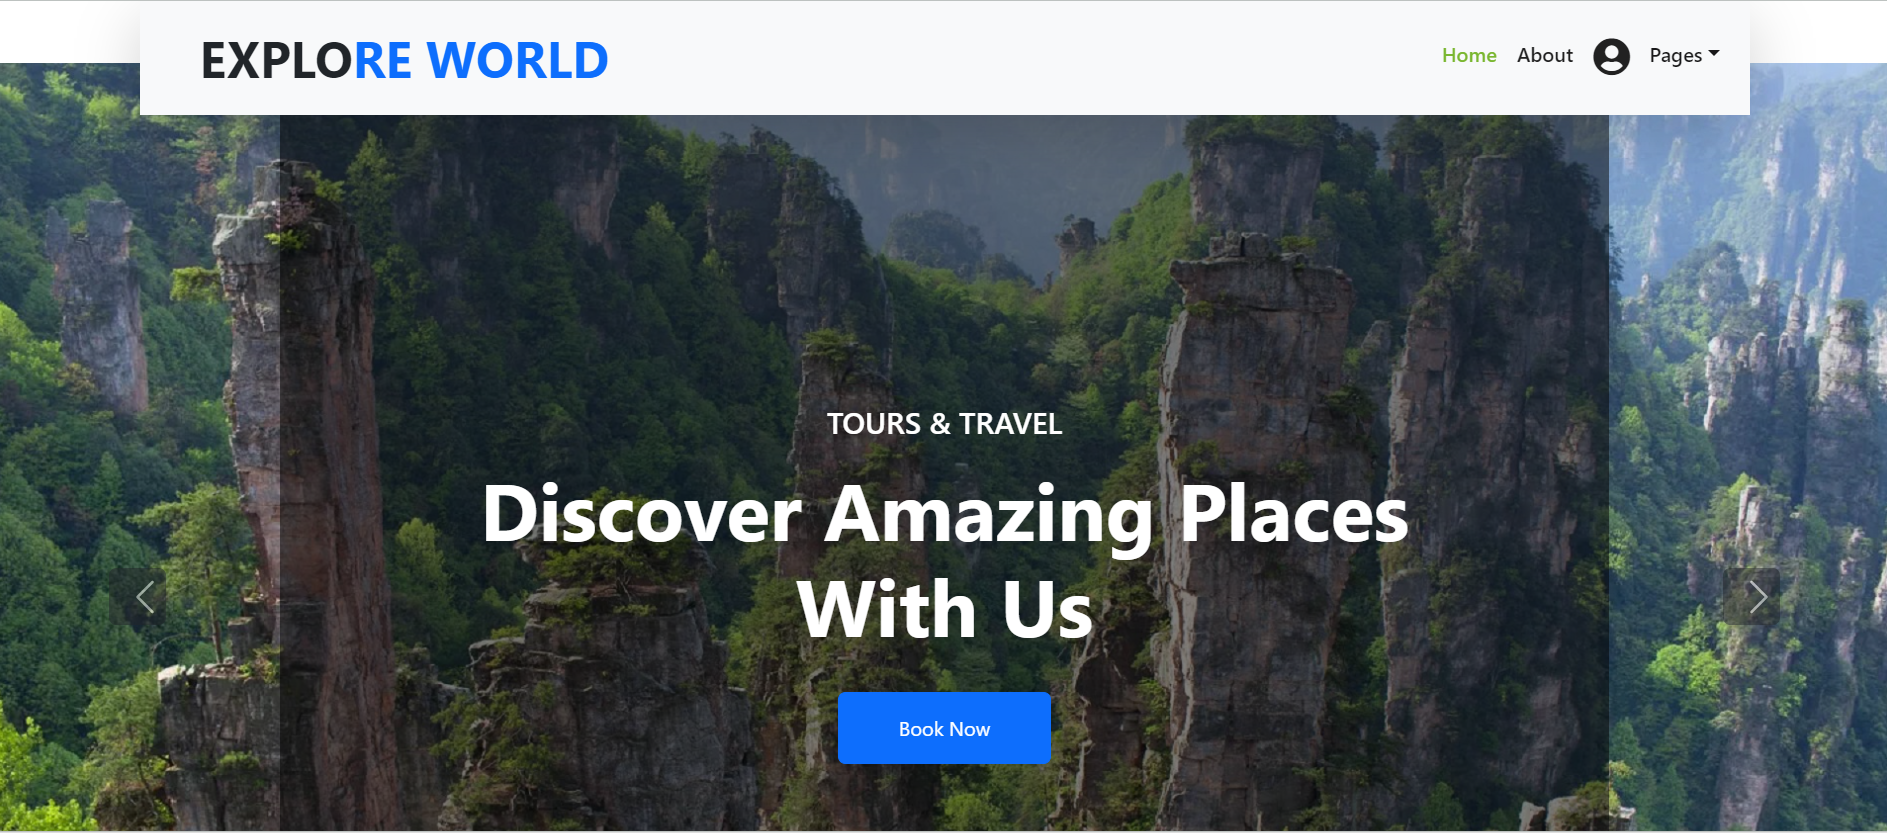 EXPLORE WORLD
Home About Pages
TOURS & TRAVEL
Discover Amazing Places
With Us
Book Now